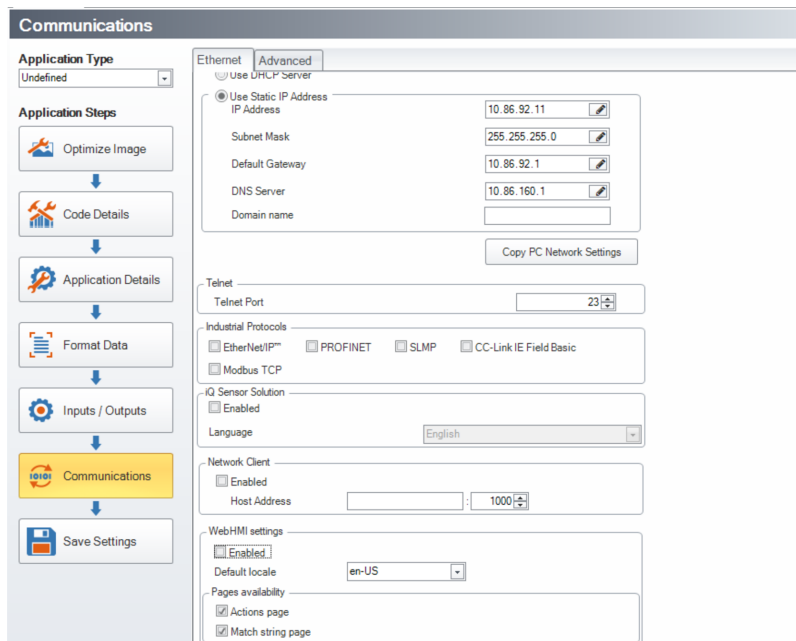 Communications
Application Type
Undefined
Application Steps
Optimize Image
Code Details
Application Details
Format Data
Inputs / Outputs
Communications
Save Settings
Ethernet Advanced
Use DHCP Server
Use Static IP Address
IP Address 10.86.92.11
Subnet Mask 255.255.255.0
Default Gateway 10.86.92.1
DNS Server 10.86.160.1
Domain name
Copy PC Network Settings
Telnet
Telnet Port 23
Industrial Protocols
EtherNet/IP™ PROFINET SLMP CC-Link IE Field Basic
Modbus TCP
iQ Sensor Solution
Enabled
Language English
Network Client
Enabled
Host Address : 1000
WebHMI settings
Enabled
Default locale en-US
Pages availability
Actions page
Match string page